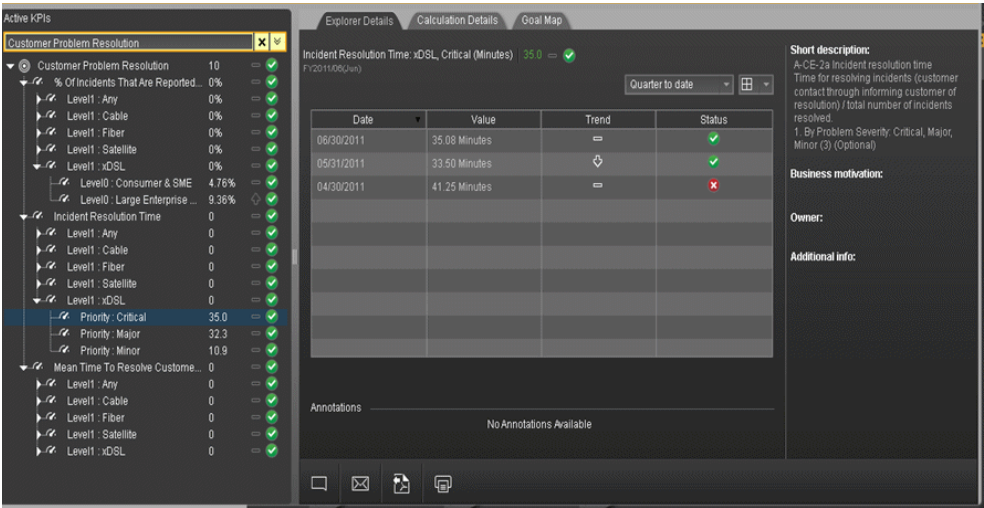 Active KPIs
Customer Problem Resolution
Customer Problem Resolution 10
% Of Incidents That Are Reported... 0%
Level1 : Any 0%
Level1 : Cable 0%
Level1 : Fiber 0%
Level1 : Satellite 0%
Level1 : xDSL 0%
Level0 : Consumer & SME 4.76%
Level0 : Large Enterprise ... 9.36%
Incident Resolution Time 0
Level1 : Any 0
Level1 : Cable 0
Level1 : Fiber 0
Level1 : Satellite 0
Level1 : xDSL 0
Priority : Critical 35.0
Priority : Major 32.3
Priority : Minor 10.9
Mean Time To Resolve Custome... 0
Level1 : Any 0
Level1 : Cable 0
Level1 : Fiber 0
Level1 : Satellite 0
Level1 : xDSL 0
Explorer Details Calculation Details Goal Map
Incident Resolution Time: xDSL, Critical (Minutes) 35.0
FY2011/06(Jun)
Quarter to date
Date Value Trend Status
06/30/2011 35.08 Minutes
05/31/2011 33.50 Minutes
04/30/2011 41.25 Minutes
Annotations
No Annotations Available
Short description:
A-CE-2a Incident resolution time
Time for resolving incidents (customer
contact through informing customer of
resolution) / total number of incidents
resolved.
1. By Problem Severity: Critical, Major,
Minor (3) (Optional)
Business motivation:
Owner:
Additional info: